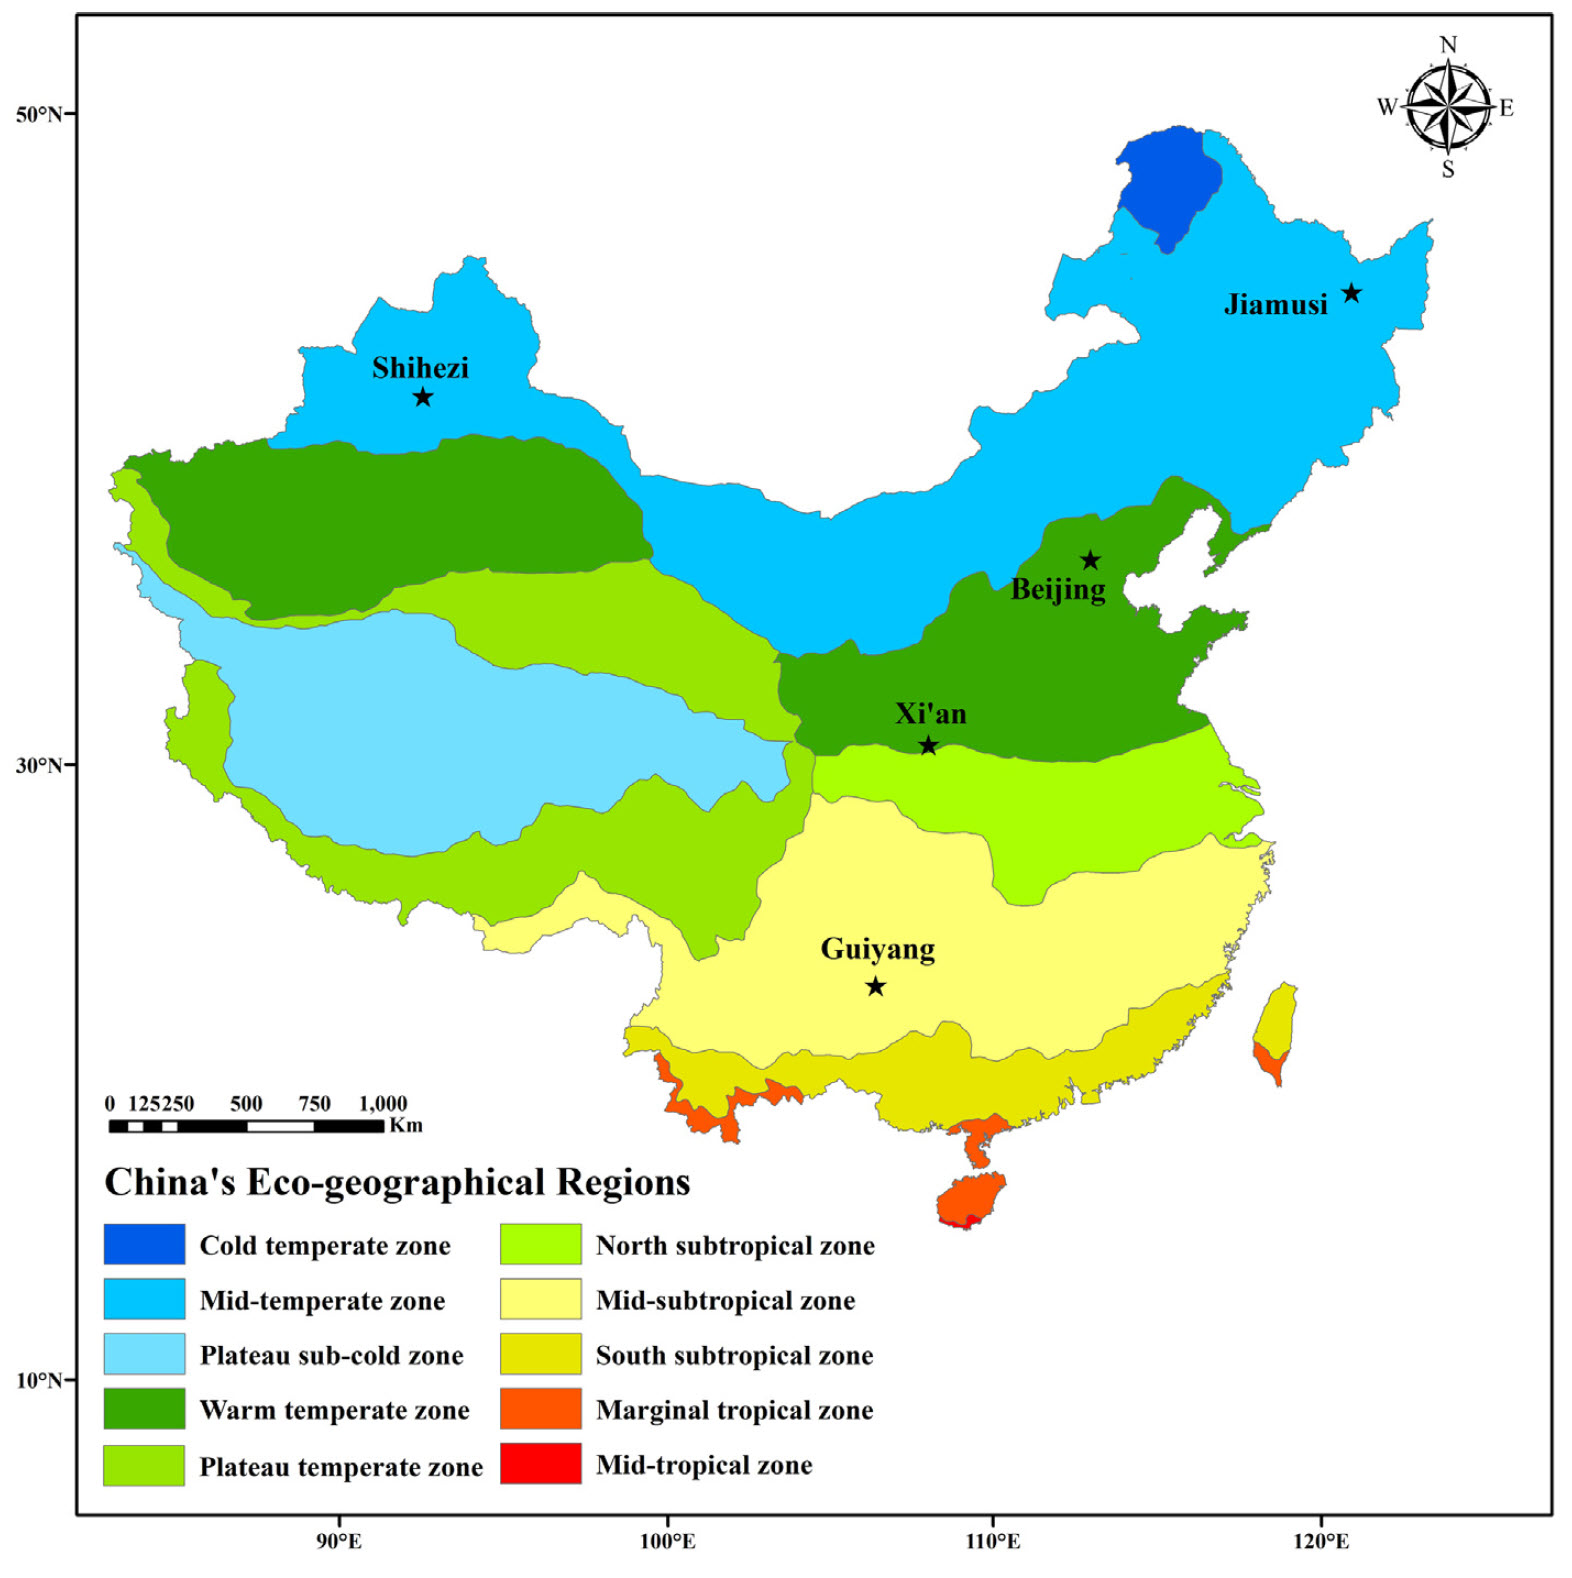 N
50°N
W E
S
Jiamusi
Shihezi
Beijing
Xi'an
30°N
Guiyang
0 125250 500 750 1,000
Km
China's Eco-geographical Regions
Cold temperate zone
North subtropical zone
Mid-temperate zone
Mid-subtropical zone
Plateau sub-cold zone
South subtropical zone
10°N
Warm temperate zone
Marginal tropical zone
Plateau temperate zone
Mid-tropical zone
90°E 100°E 110°E 120°E